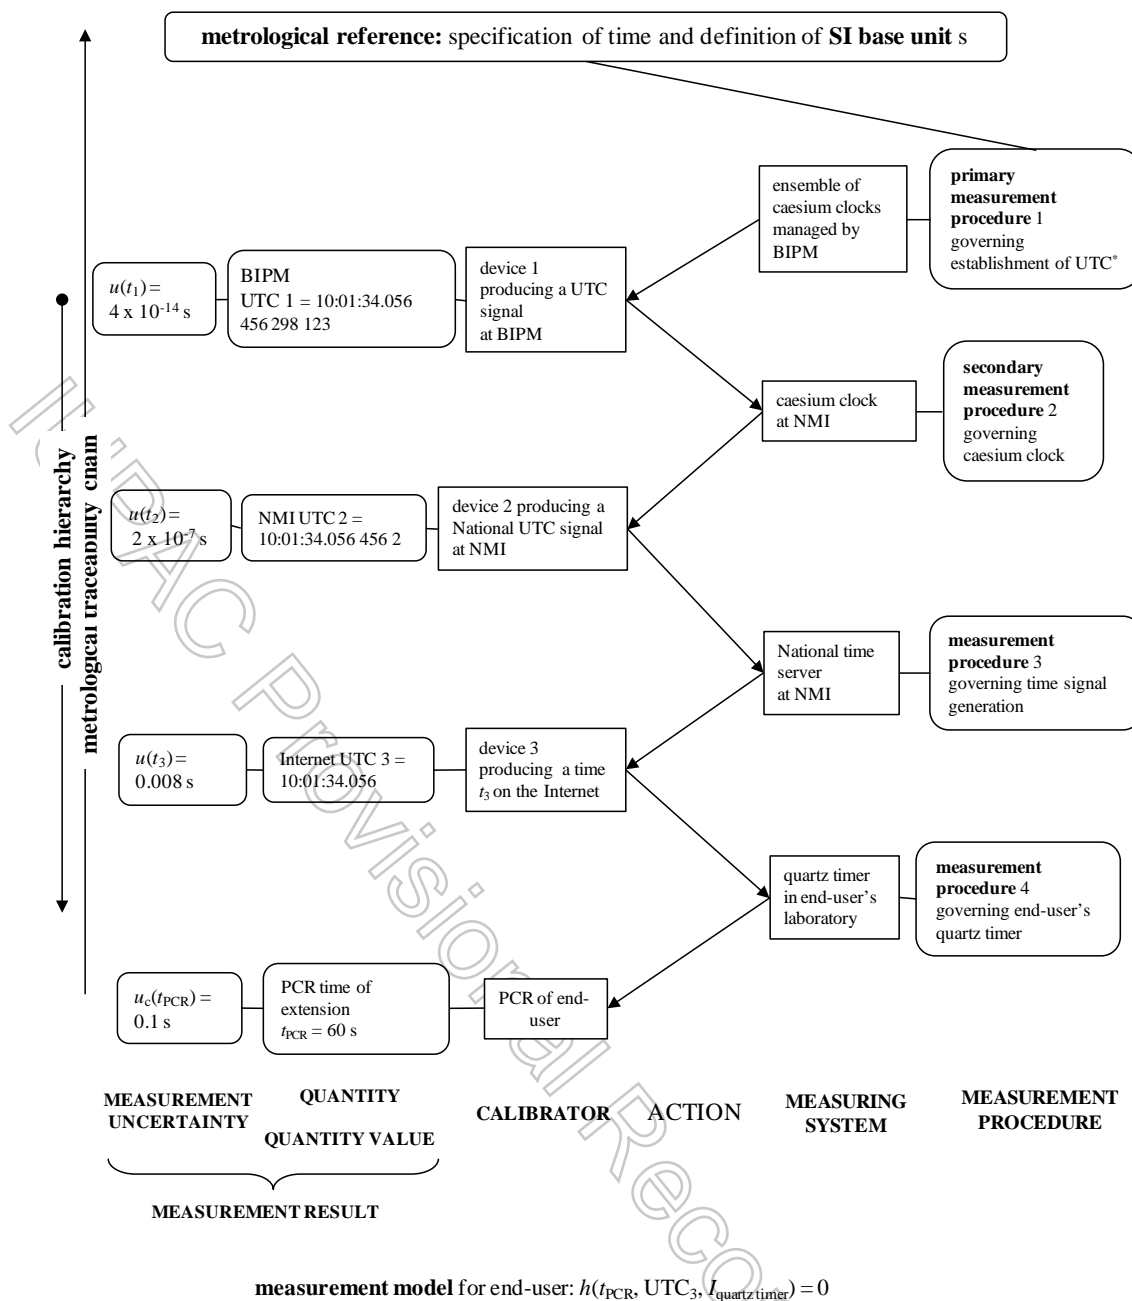 metrological reference: specification of time and definition of SI base unit s
primary
measurement
procedure 1
governing
establishment of UTC*
ensemble of
caesium clocks
managed by
BIPM
device 1
producing a UTC
signal
at BIPM
BIPM
UTC 1 = 10:01:34.056
456 298 123
u(t1) =
4 x 10-14 s
secondary
measurement
procedure 2
governing
caesium clock
caesium clock
at NMI
device 2 producing a
National UTC signal
at NMI
NMI UTC 2 =
10:01:34.056 456 2
u(t2) =
2 x 10-7 s
calibration hierarchy
metrological traceability chain
measurement
procedure 3
governing time signal
generation
National time
server
at NMI
device 3
producing a time
t3 on the Internet
Internet UTC 3 =
10:01:34.056
u(t3) =
0.008 s
measurement
procedure 4
governing end-user's
quartz timer
quartz timer
in end-user's
laboratory
PCR of end-
user
PCR time of
extension
tPCR = 60 s
uc(tPCR) =
0.1 s
MEASUREMENT
UNCERTAINTY
QUANTITY
QUANTITY VALUE
CALIBRATOR
ACTION
MEASURING
SYSTEM
MEASUREMENT
PROCEDURE
MEASUREMENT RESULT
measurement model for end-user: h(tPCR, UTC3, Iquartz timer) = 0
IUPAC Provisional Reco